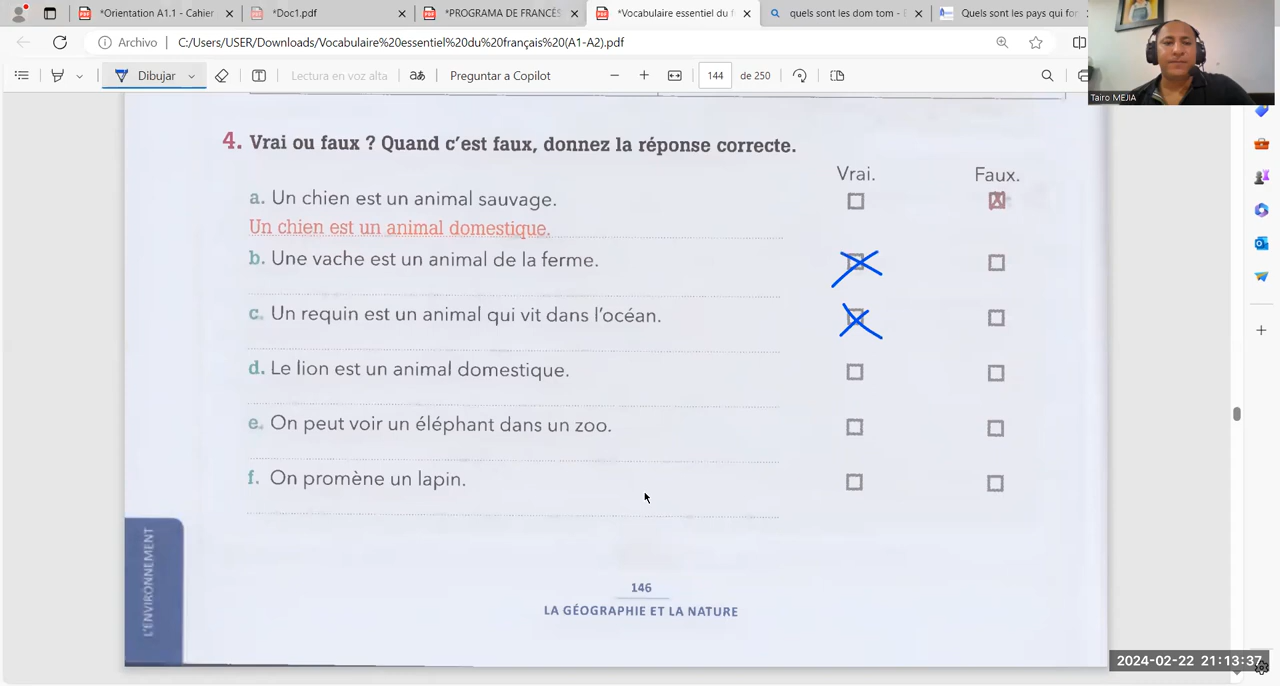 *Orientation A1.1 - Cahier
*Doc1.pdf
*PROGRAMA DE FRANCÉS
*Vocabulaire essentiel du f
quels sont les dom tom -
Quels sont les pays qui for
Archivo
C:/Users/USER/Downloads/Vocabulaire%20essentiel%20du%20français%20(A1-A2).pdf
Dibujar
Lectura en voz alta
aあ
Preguntar a Copilot
144
de 250
Tairo MEJIA
4. Vrai ou faux ? Quand c'est faux, donnez la réponse correcte.
Vrai.
Faux.
a. Un chien est un animal sauvage.
Un chien est un animal domestique.
b. Une vache est un animal de la ferme.
c. Un requin est un animal qui vit dans l'océan.
d. Le lion est un animal domestique.
e. On peut voir un éléphant dans un zoo.
f. On promène un lapin.
L'ENVIRONNEMENT
146
LA GÉOGRAPHIE ET LA NATURE
2024-02-22 21:13:37